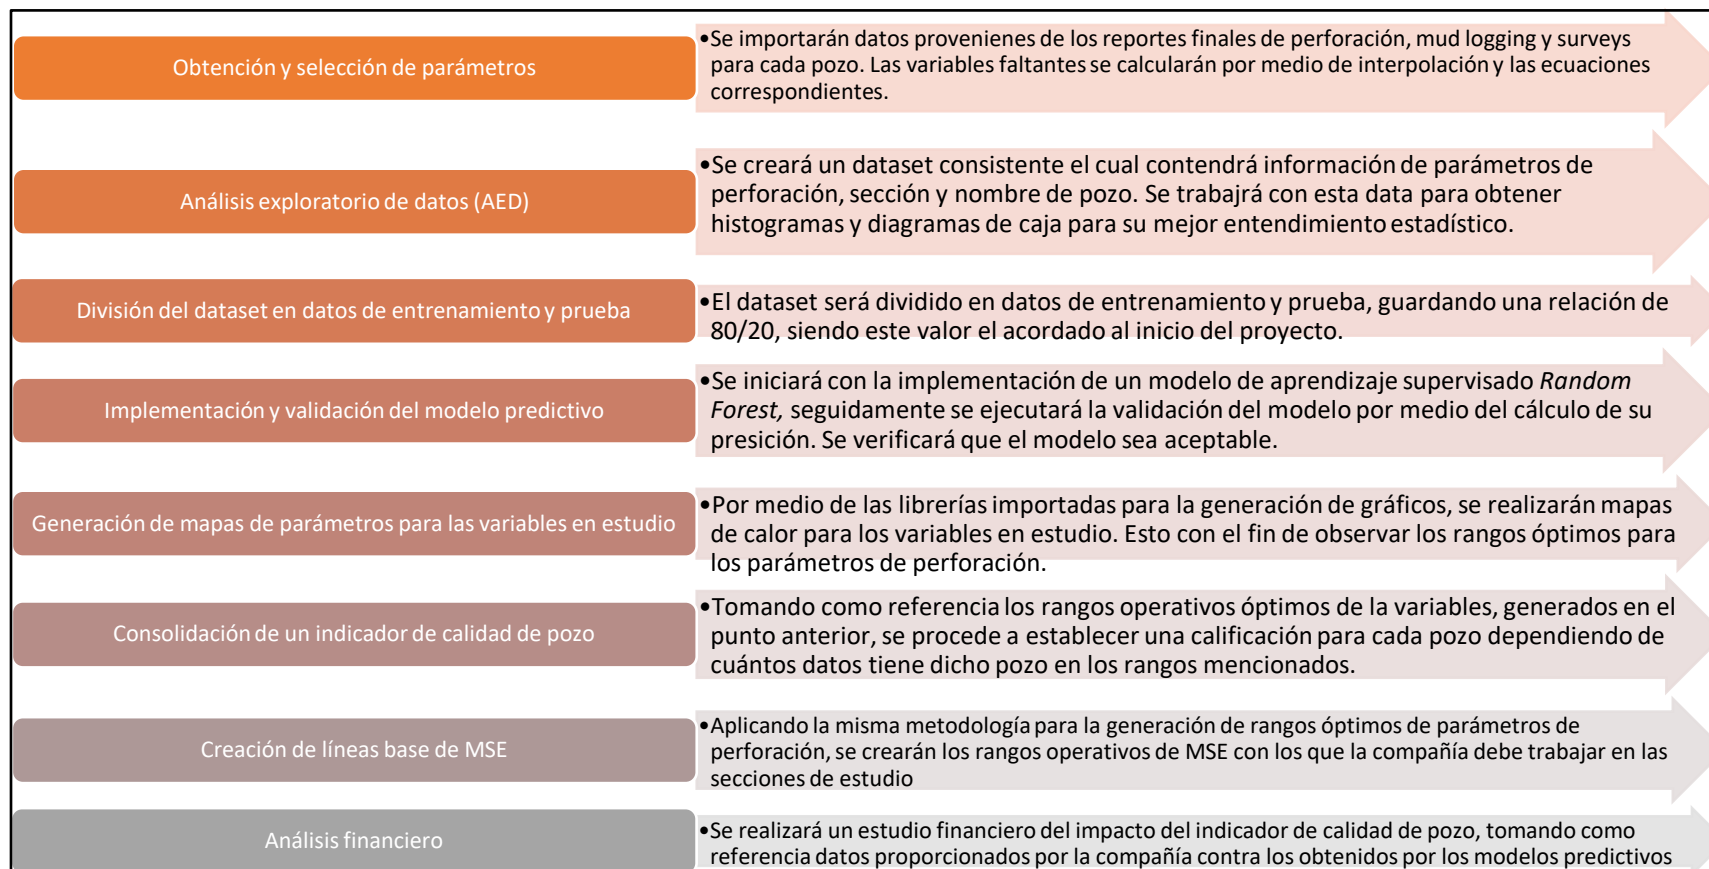 Obtención y selección de parámetros
•Se importarán datos provenienes de los reportes finales de perforación, mud logging y surveys
para cada pozo. Las variables faltantes se calcularán por medio de interpolación y las ecuaciones
correspondientes.
Análisis exploratorio de datos (AED)
•Se creará un dataset consistente el cual contendrá información de parámetros de
perforación, sección y nombre de pozo. Se trabajrá con esta data para obtener
histogramas y diagramas de caja para su mejor entendimiento estadístico.
División del dataset en datos de entrenamiento y prueba
•El dataset será dividido en datos de entrenamiento y prueba, guardando una relación de
80/20, siendo este valor el acordado al inicio del proyecto.
Implementación y validación del modelo predictivo
•Se iniciará con la implementación de un modelo de aprendizaje supervisado Random
Forest, seguidamente se ejecutará la validación del modelo por medio del cálculo de su
presición. Se verificará que el modelo sea aceptable.
Generación de mapas de parámetros para las variables en estudio
•Por medio de las librerías importadas para la generación de gráficos, se realizarán mapas
de calor para los variables en estudio. Esto con el fin de observar los rangos óptimos para
los parámetros de perforación.
Consolidación de un indicador de calidad de pozo
•Tomando como referencia los rangos operativos óptimos de la variables, generados en el
punto anterior, se procede a establecer una calificación para cada pozo dependiendo de
cuántos datos tiene dicho pozo en los rangos mencionados.
Creación de líneas base de MSE
•Aplicando la misma metodología para la generación de rangos óptimos de parámetros de
perforación, se crearán los rangos operativos de MSE con los que la compañía debe trabajar en las
secciones de estudio
Análisis financiero
•Se realizará un estudio financiero del impacto del indicador de calidad de pozo, tomando como
referencia datos proporcionados por la compañía contra los obtenidos por los modelos predictivos